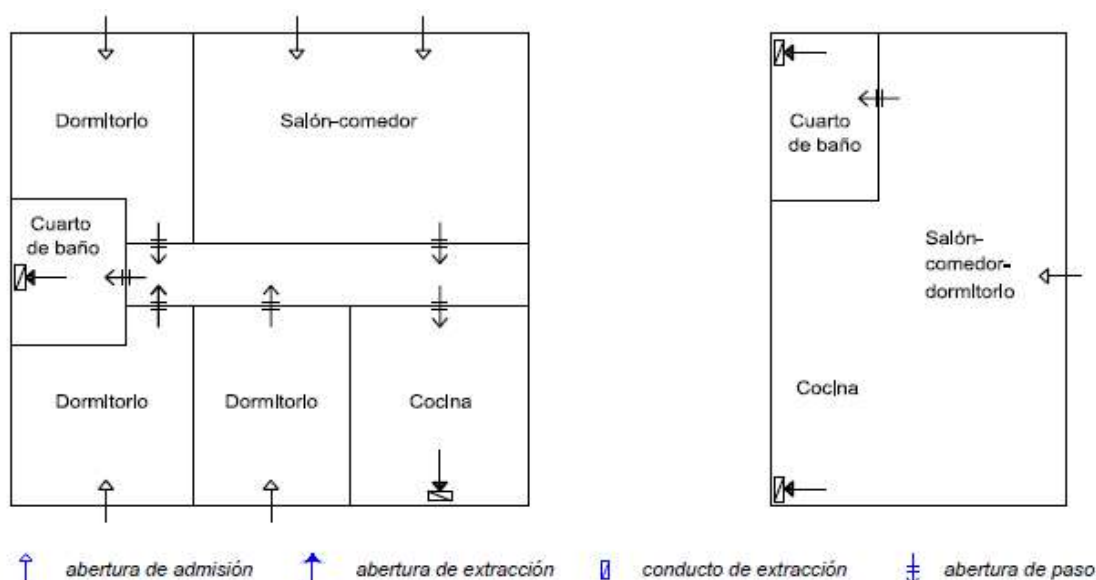 Dormitorio
Salón-comedor
Cuarto
de baño
Dormitorio
Dormitorio
Cocina
Cuarto
de baño
Salón-
comedor-
dormitorio
Cocina
abertura de admisión
abertura de extracción
conducto de extracción
abertura de paso